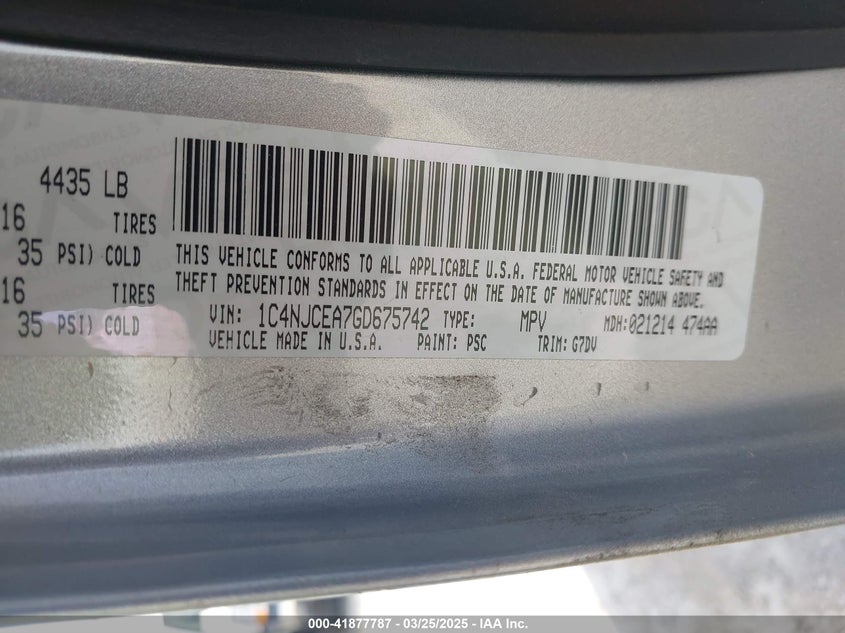 4435 LB
16 TIRES
35 PSI) COLD
16 TIRES
35 PSI) COLD
THIS VEHICLE CONFORMS TO ALL APPLICABLE U.S.A. FEDERAL MOTOR VEHICLE SAFETY AND
THEFT PREVENTION STANDARDS IN EFFECT ON THE DATE OF MANUFACTURE SHOWN ABOVE.
VIN: 1C4NJCEA7GD675742 TYPE: MPV MDH:021214 474AA
VEHICLE MADE IN U.S.A. PAINT: PSC TRIM: G7DV
000-41877787 - 03/25/2025 - IAA Inc.